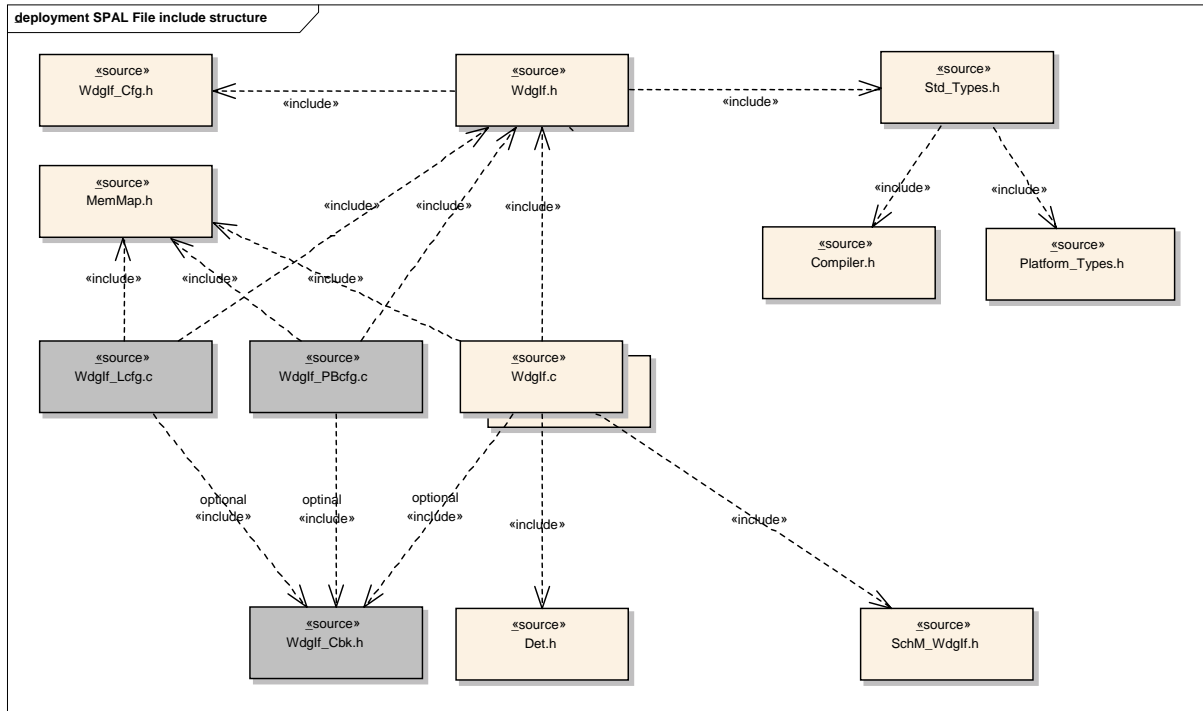 deployment SPAL File include structure
«source»
WdgIf_Cfg.h
«source»
WdgIf.h
«source»
Std_Types.h
«include»
«include»
«source»
MemMap.h
«include»
«include»
«include»
«include»
«include»
«source»
Compiler.h
«source»
Platform_Types.h
«include»
«include»
«include»
«source»
WdgIf_Lcfg.c
«source»
WdgIf_PBcfg.c
«source»
WdgIf.c
optional
«include»
optinal
«include»
optional
«include»
«include»
«include»
«source»
WdgIf_Cbk.h
«source»
Det.h
«source»
SchM_WdgIf.h